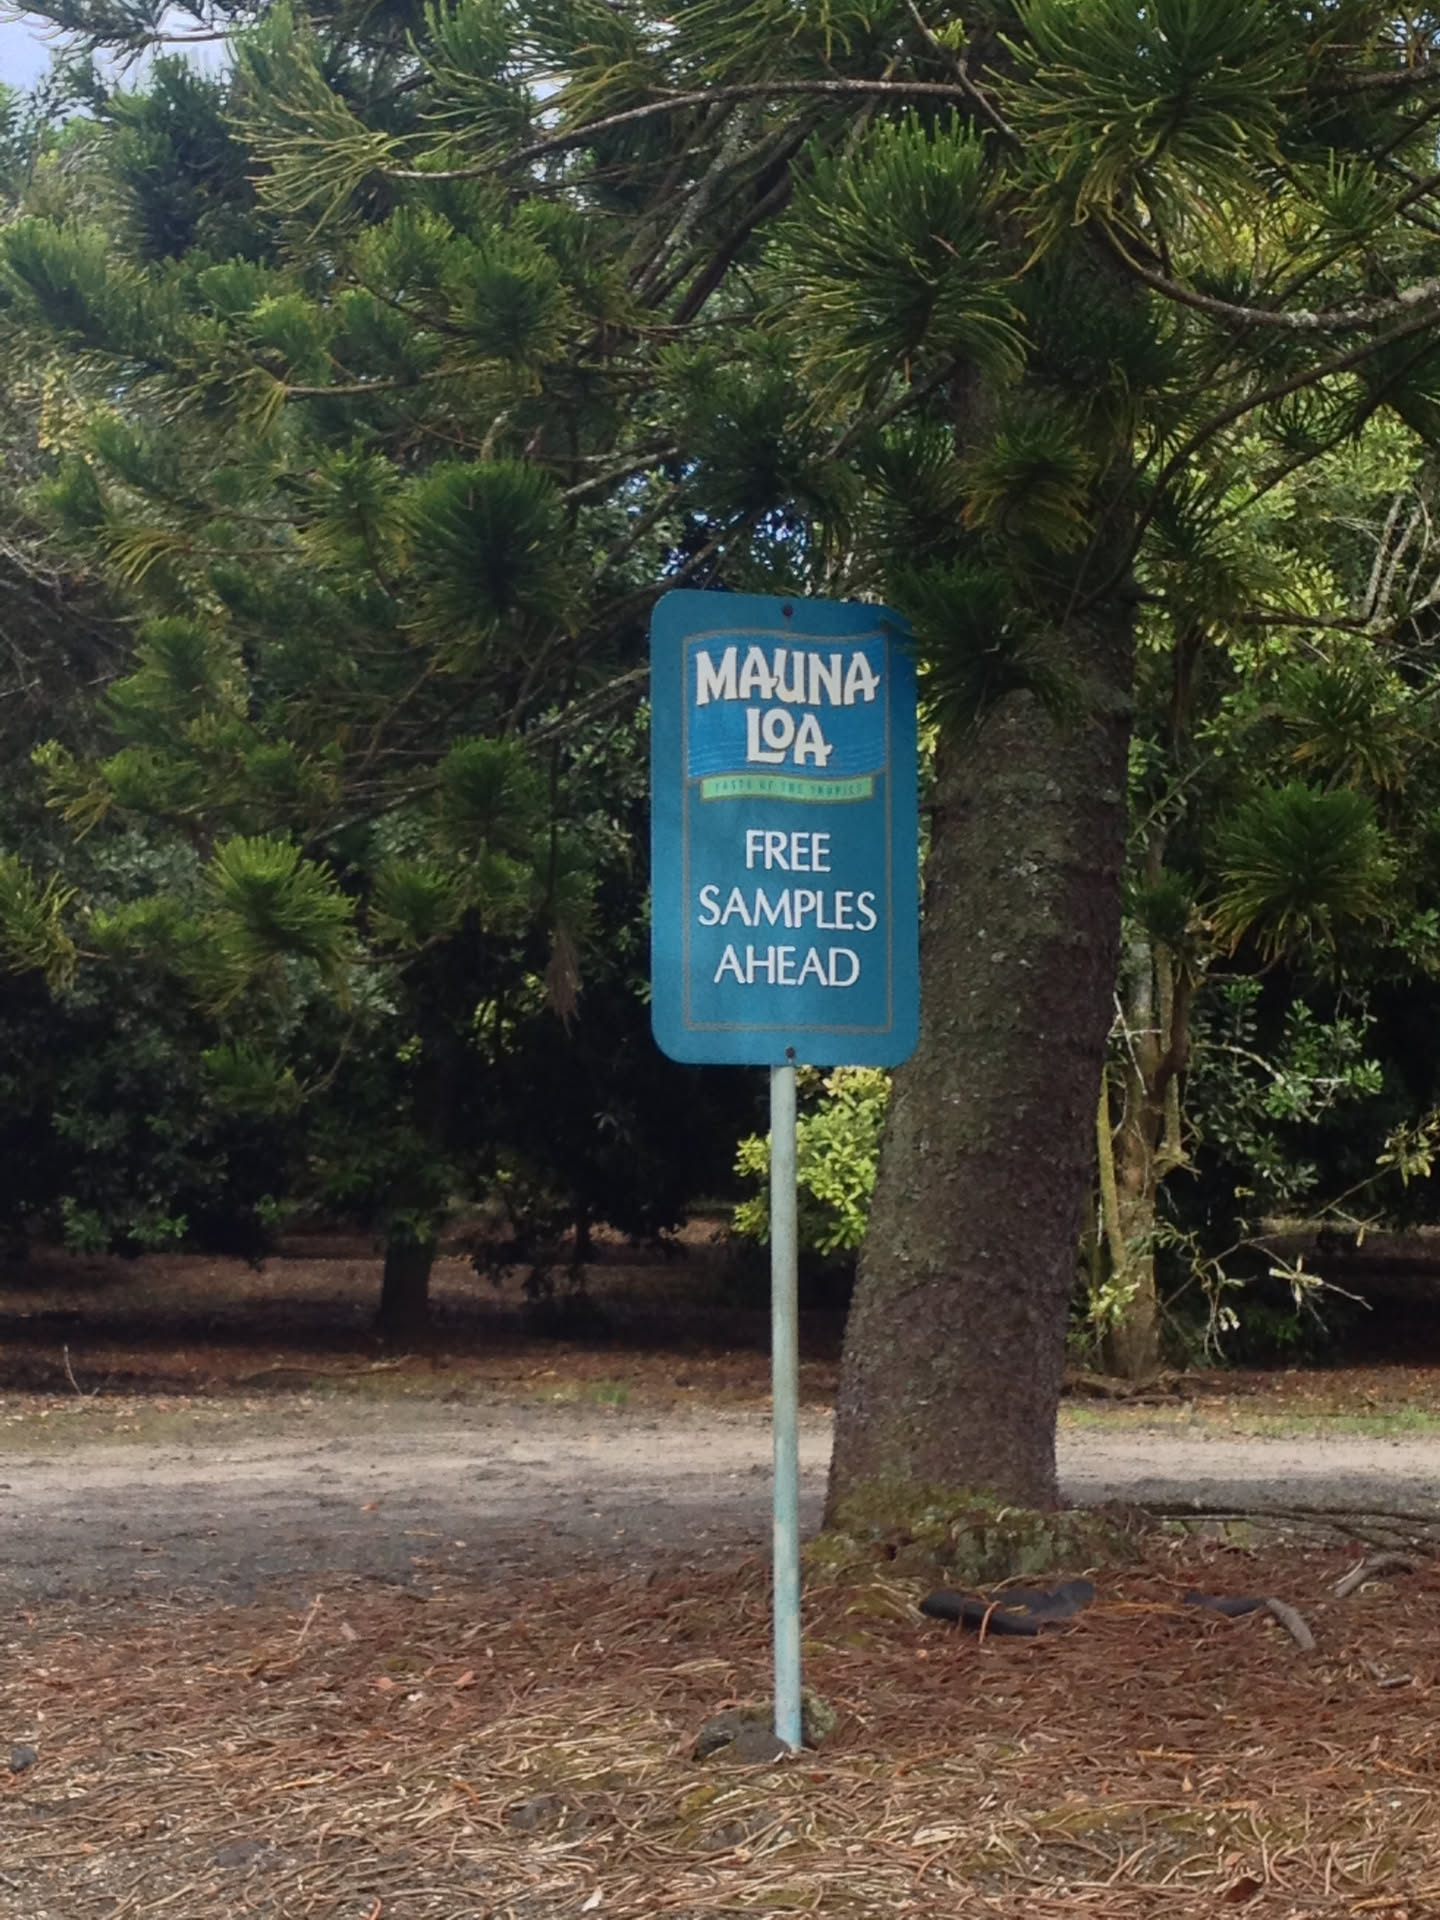 MAUNA
LOA
TASTE OF THE TROPICS
FREE
SAMPLES
AHEAD